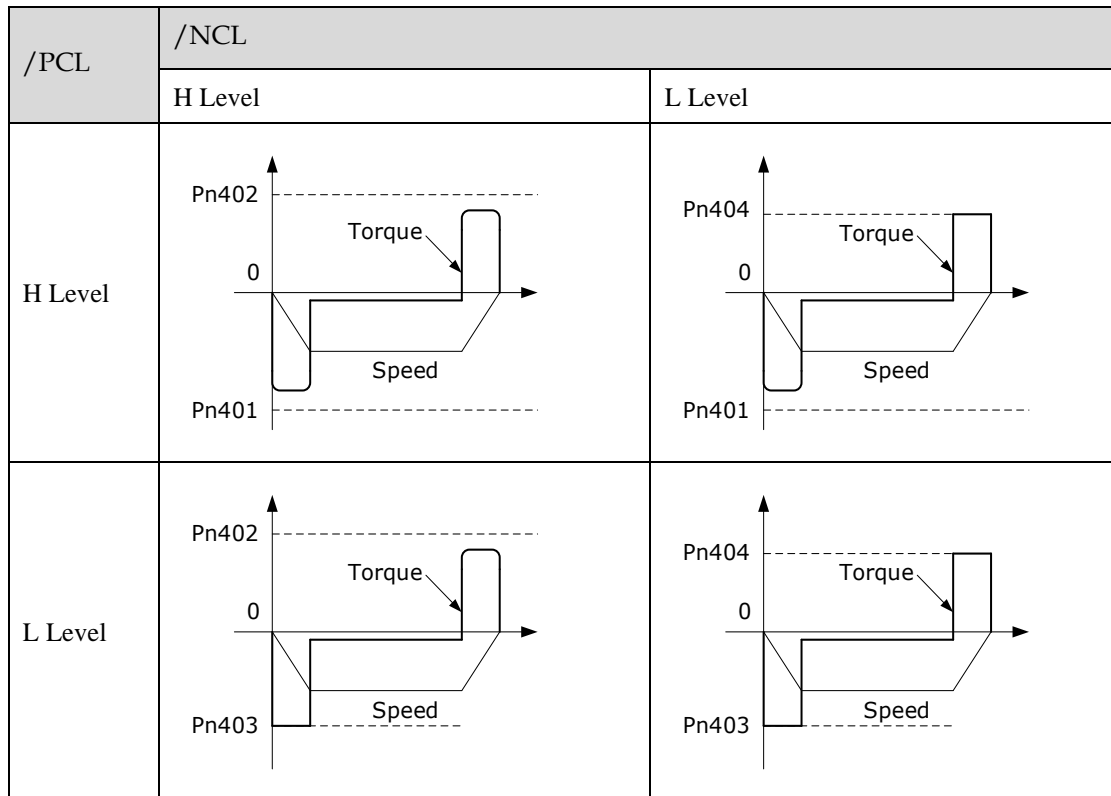 /PCL
/NCL
H Level
L Level
H Level
Pn402
Torque
0
Speed
Pn401
Pn404
Torque
0
Speed
Pn401
L Level
Pn402
Torque
0
Speed
Pn403
Pn404
Torque
0
Speed
Pn403